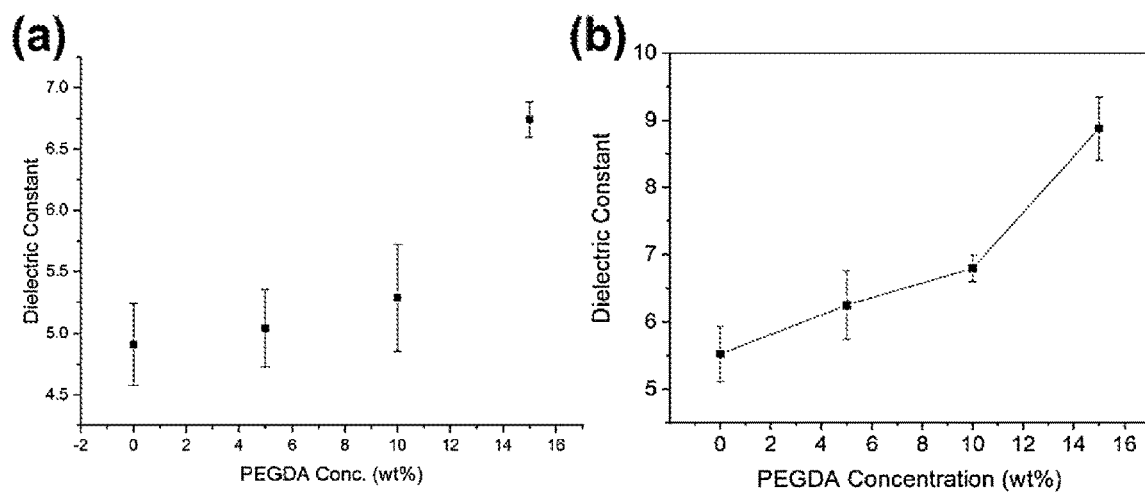 (a)
Dielectric Constant
7.0
6.5
6.0
5.5
5.0
4.5
-2 0 2 4 6 8 10 12 14 16
PEGDA Conc. (wt%)
(b)
Dielectric Constant
10
9
8
7
6
5
0 2 4 6 8 10 12 14 16
PEGDA Concentration (wt%)